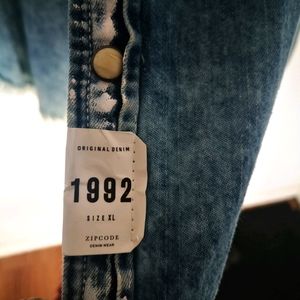 ORIGINAL DENIM
1992
SIZE XL
ZIPCODE
DENIM WEAR